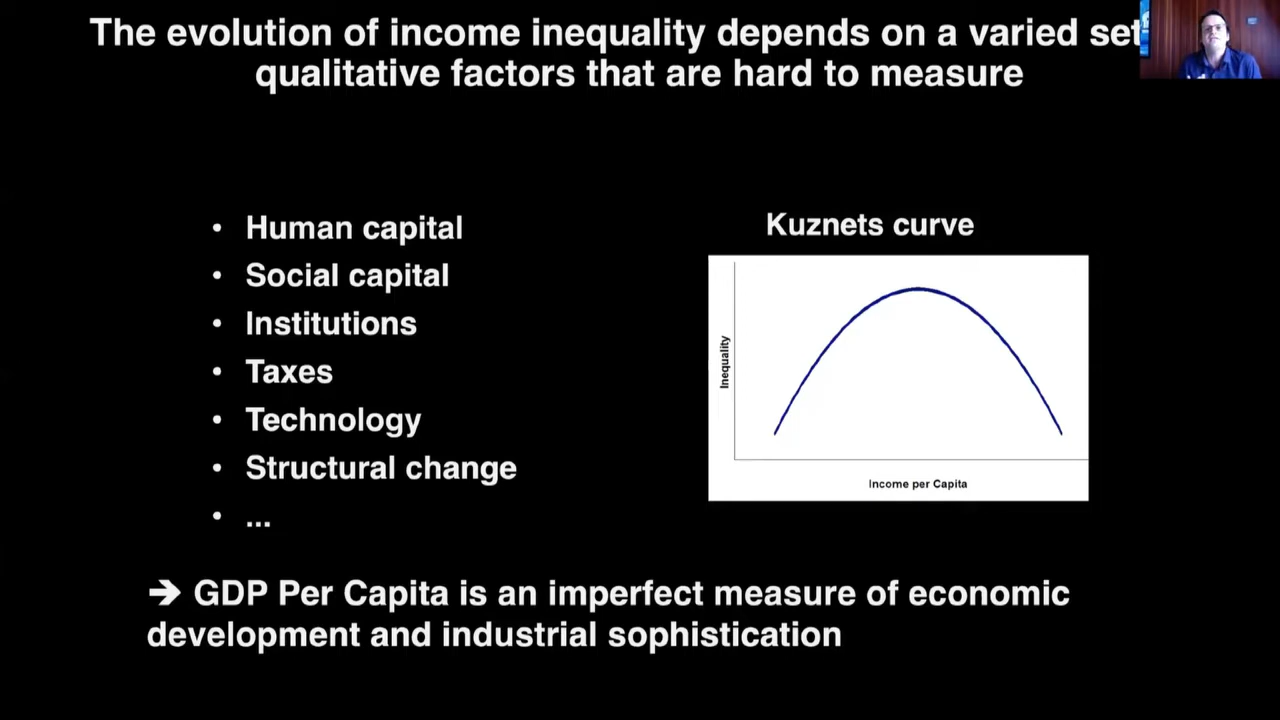 The evolution of income inequality depends on a varied set
qualitative factors that are hard to measure
• Human capital
• Social capital
• Institutions
• Taxes
• Technology
• Structural change
• ...
Kuznets curve
Inequality
Income per Capita
➔ GDP Per Capita is an imperfect measure of economic
development and industrial sophistication